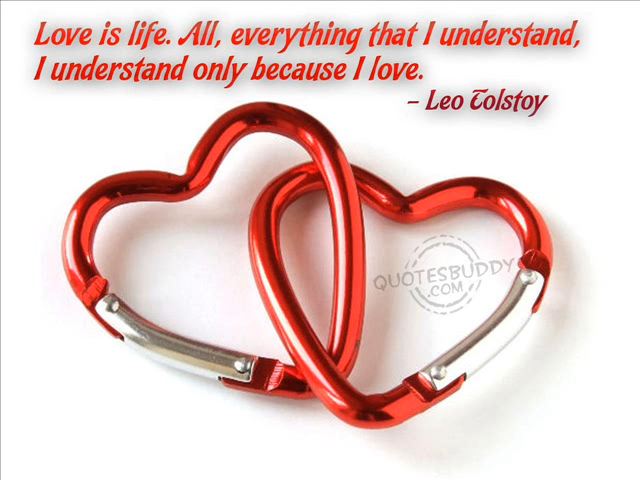 Love is life. All, everything that I understand,
I understand only because I love.
- Leo Tolstoy
QUOTESBUDDY
.COM